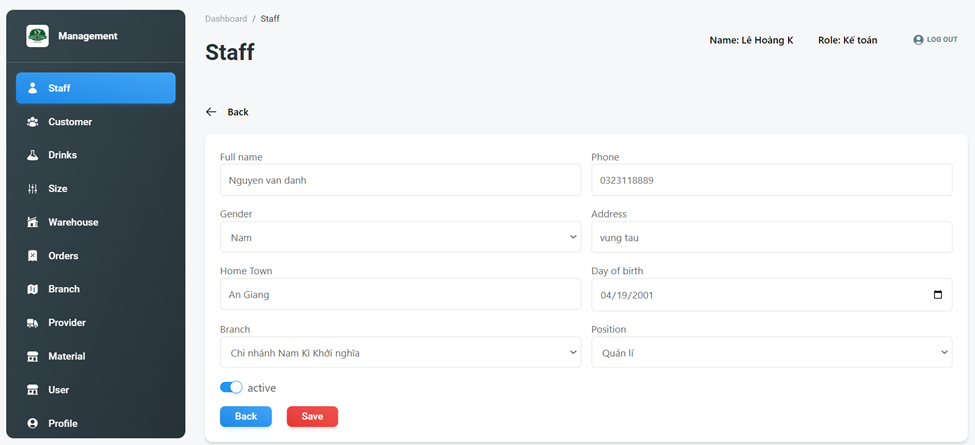 Management
Staff
Customer
Drinks
Size
Warehouse
Orders
Branch
Provider
Material
User
Profile
Dashboard / Staff
Staff
Name: Lê Hoàng K
Role: Kế toán
LOG OUT
Back
Full name
Nguyen van danh
Phone
0323118889
Gender
Nam
Address
vung tau
Home Town
An Giang
Day of birth
04/19/2001
Branch
Chi nhánh Nam Kì Khởi nghĩa
Position
Quản lí
active
Back
Save